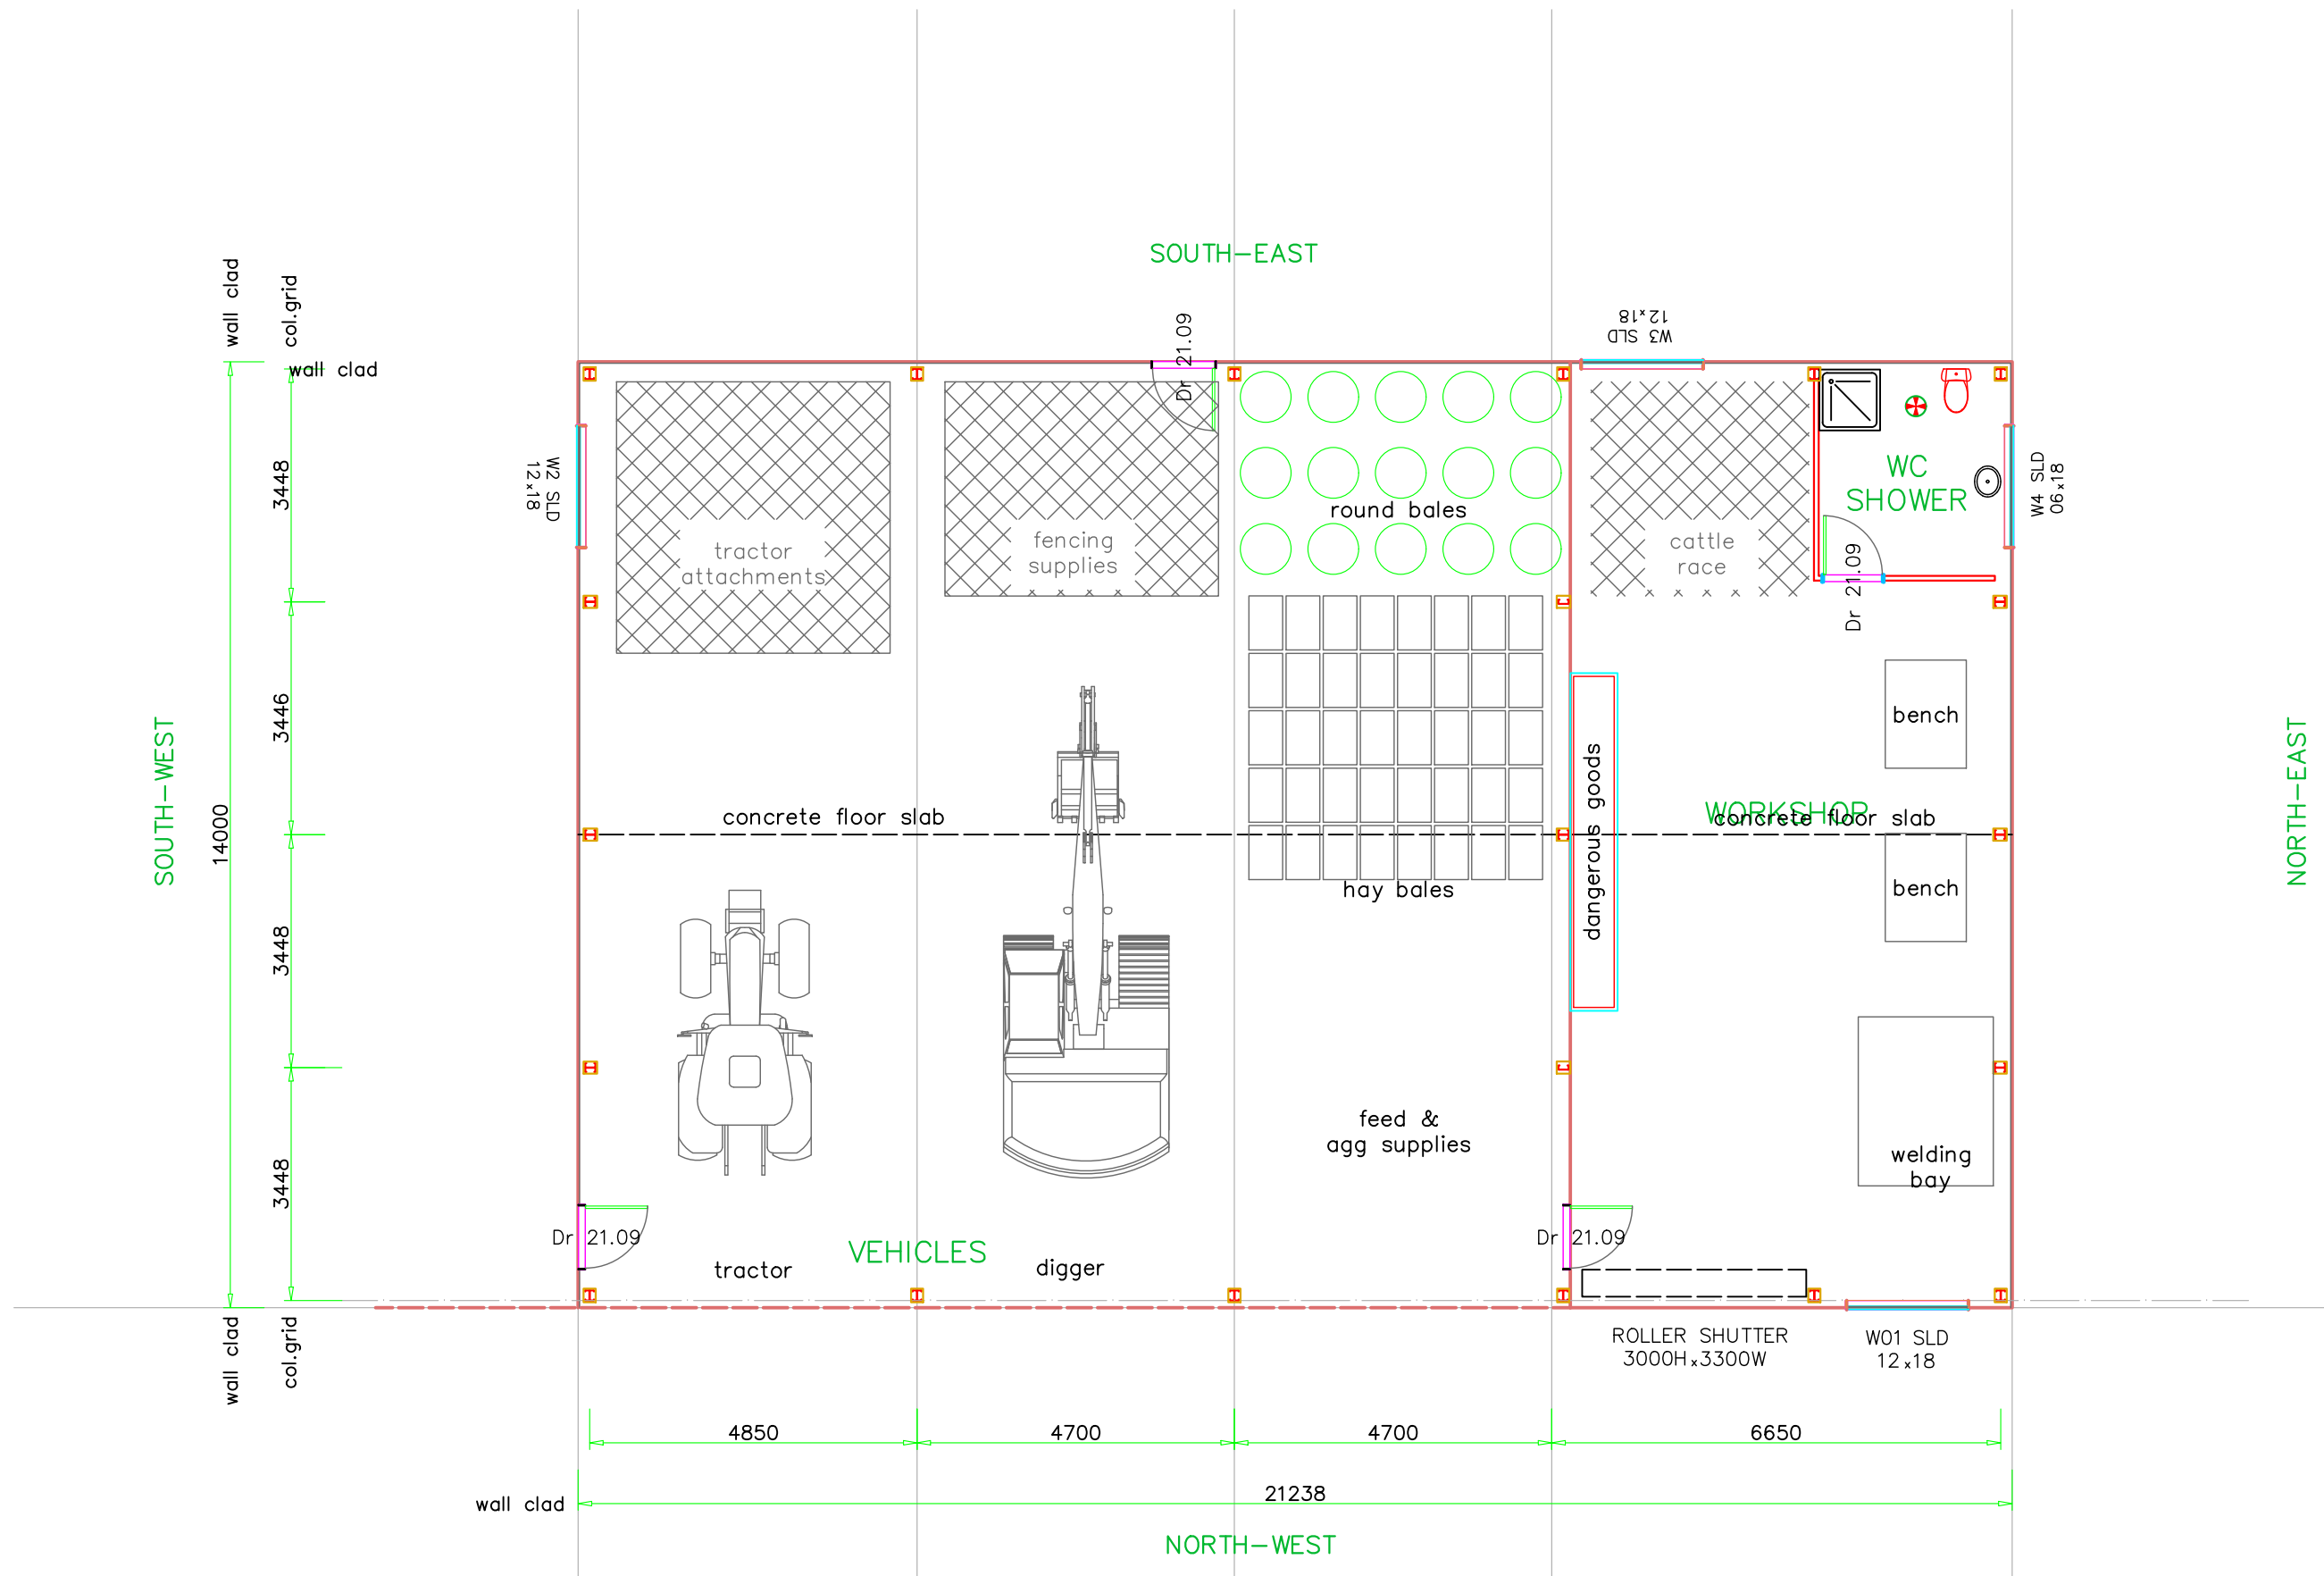 SOUTH-EAST
wall clad
col.grid
wall clad
Dr 21.09
W3 SLD
12x18
3448
W2 SLD
12x18
round bales
tractor
attachments
fencing
supplies
cattle
race
WC
SHOWER
W4 SLD
06x18
Dr 21.09
3446
bench
SOUTH-WEST
14000
concrete floor slab
dangerous goods
WORKSHOP
concrete floor slab
NORTH-EAST
hay bales
bench
3448
feed &
agg supplies
welding
bay
3448
Dr 21.09
VEHICLES
tractor
digger
Dr 21.09
wall clad
col.grid
ROLLER SHUTTER
3000Hx3300W
W01 SLD
12x18
4850
4700
4700
6650
wall clad
21238
NORTH-WEST